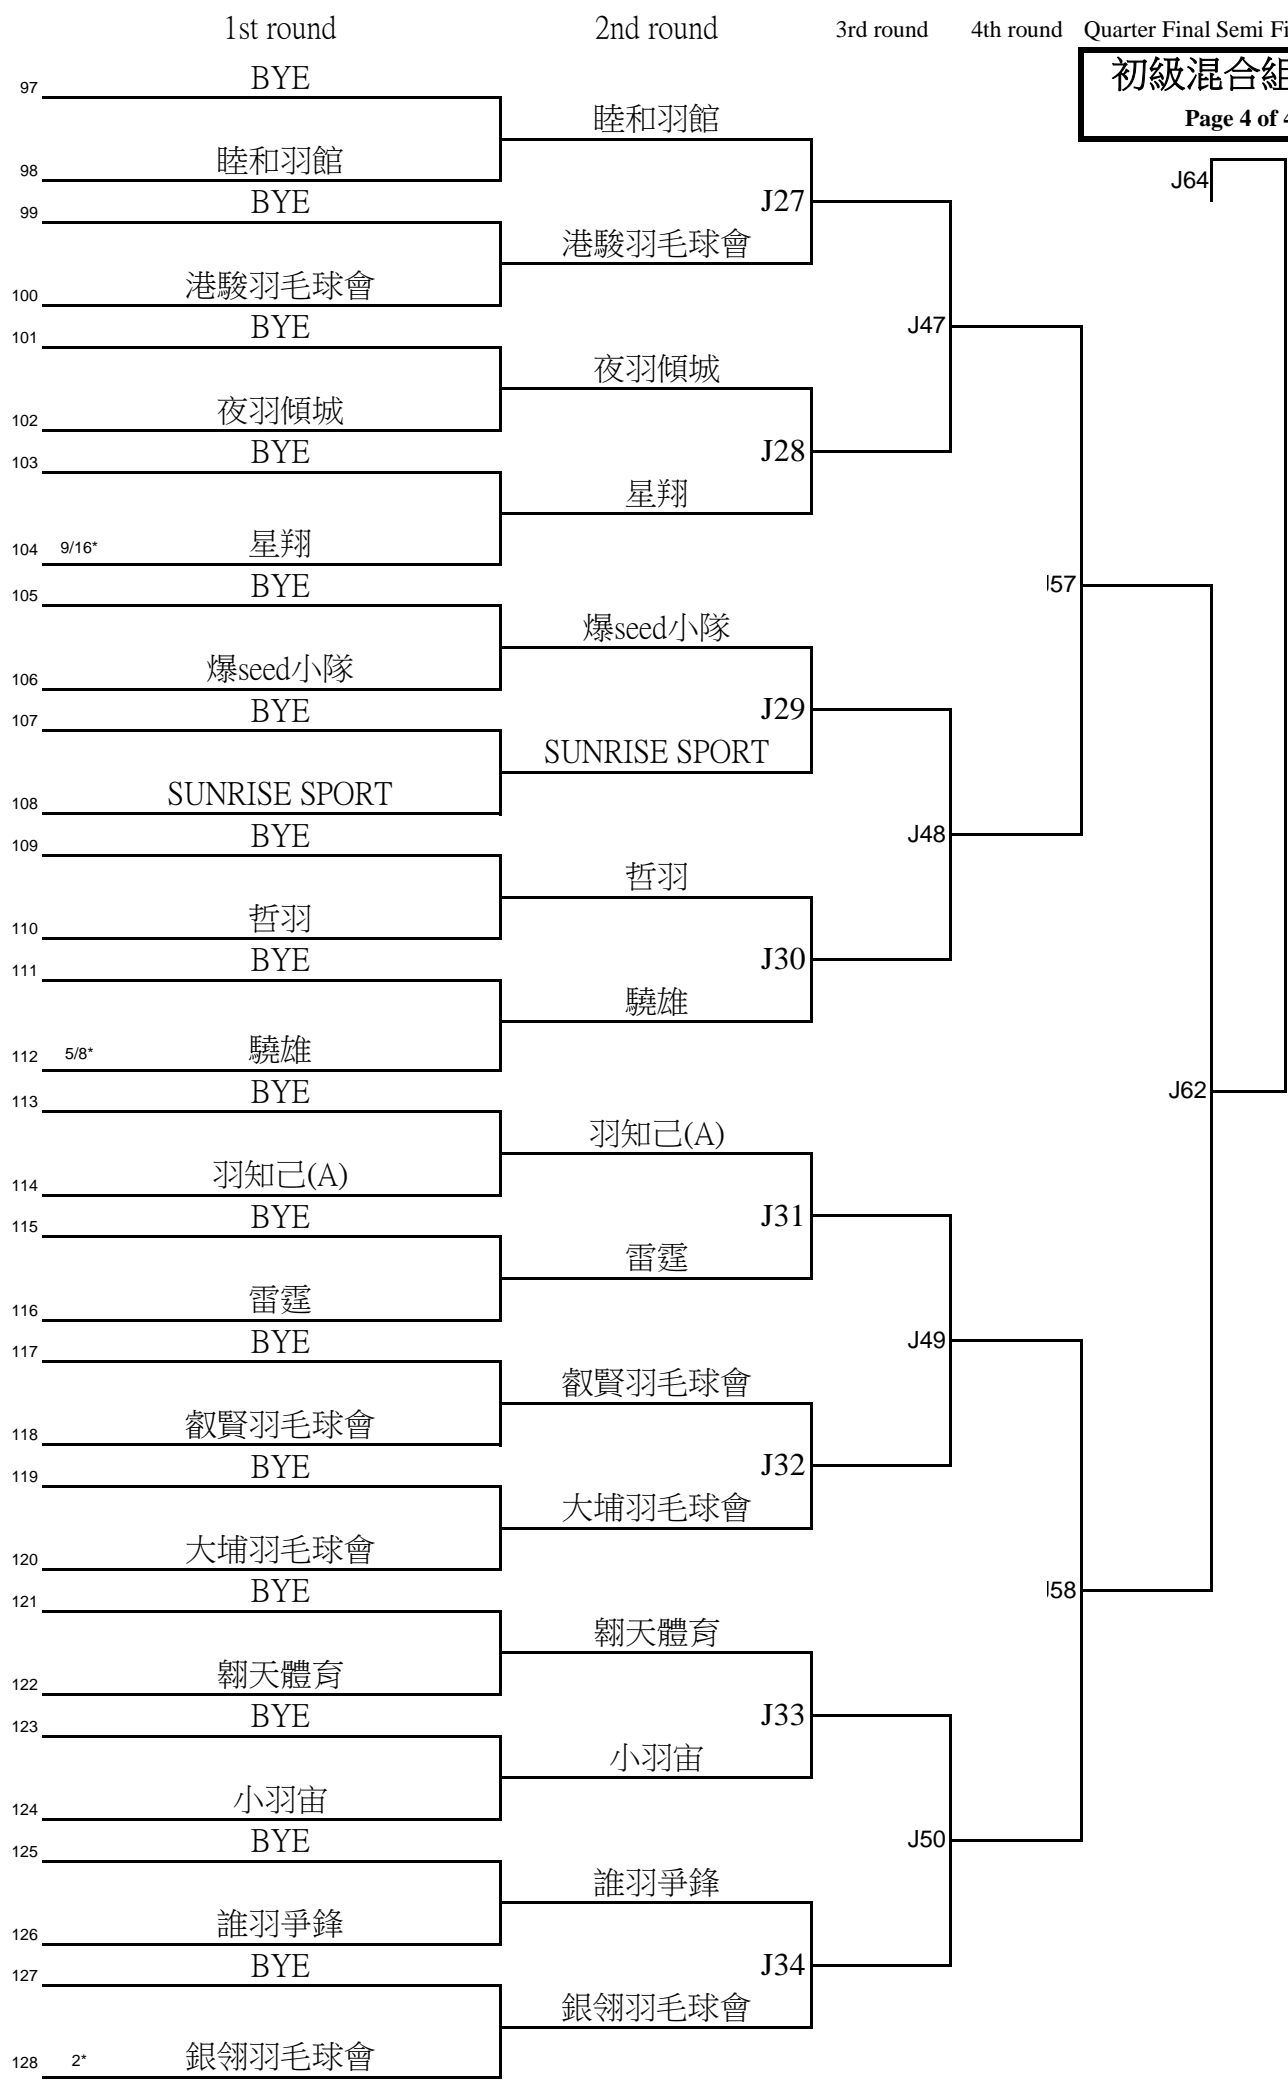 1st round 2nd round 3rd round 4th round Quarter Final Semi Fi
初級混合組
Page 4 of 4
97 BYE
睦和羽館
98 睦和羽館
J64
99 BYE
J27
港駿羽毛球會
100 港駿羽毛球會
101 BYE
J47
夜羽傾城
102 夜羽傾城
103 BYE
J28
星翔
104 9/16* 星翔
105 BYE
J57
爆seed小隊
106 爆seed小隊
107 BYE
J29
SUNRISE SPORT
108 SUNRISE SPORT
109 BYE
J48
哲羽
110 哲羽
111 BYE
J30
驍雄
112 5/8* 驍雄
113 BYE
J62
羽知己(A)
114 羽知己(A)
115 BYE
J31
雷霆
116 雷霆
117 BYE
J49
叡賢羽毛球會
118 叡賢羽毛球會
119 BYE
J32
大埔羽毛球會
120 大埔羽毛球會
121 BYE
J58
翱天體育
122 翱天體育
123 BYE
J33
小羽宙
124 小羽宙
125 BYE
J50
誰羽爭鋒
126 誰羽爭鋒
127 BYE
J34
銀翎羽毛球會
128 2* 銀翎羽毛球會